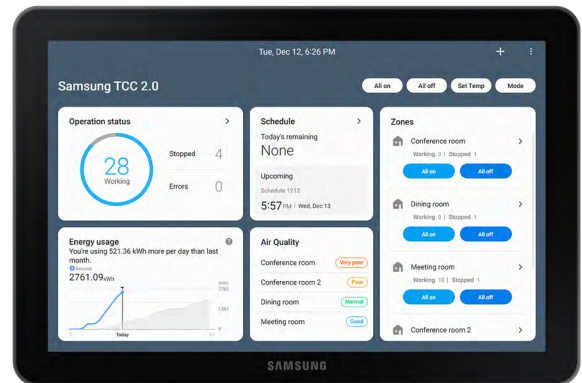 Tue, Dec 12, 6:26 PM
Samsung TCC 2.0
All on
All off
Set Temp
Mode
Operation status
28
Working
Stopped 4
Errors 0
Schedule
Today's remaining
None
Upcoming
Schedule 1212
5:57 PM | Wed, Dec 13
Zones
Conference room
Working 0 | Stopped 1
All on
All off
Dining room
Working 0 | Stopped 1
All on
All off
Meeting room
Working 10 | Stopped 1
All on
All off
Conference room 2
Energy usage
You're using 521.36 kWh more per day than last
month.
Devices
2761.09kWh
(kWh)
0
1
Today
31
Air Quality
Conference room Very poor
Conference room 2 Poor
Dining room Normal
Meeting room Good
SAMSUNG